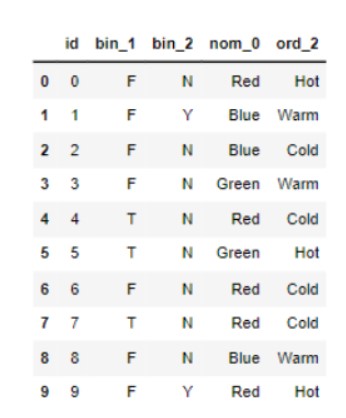 id bin_1 bin_2 nom_0 ord_2
0 0 F N Red Hot
1 1 F Y Blue Warm
2 2 F N Blue Cold
3 3 F N Green Warm
4 4 T N Red Cold
5 5 T N Green Hot
6 6 F N Red Cold
7 7 T N Red Cold
8 8 F N Blue Warm
9 9 F Y Red Hot